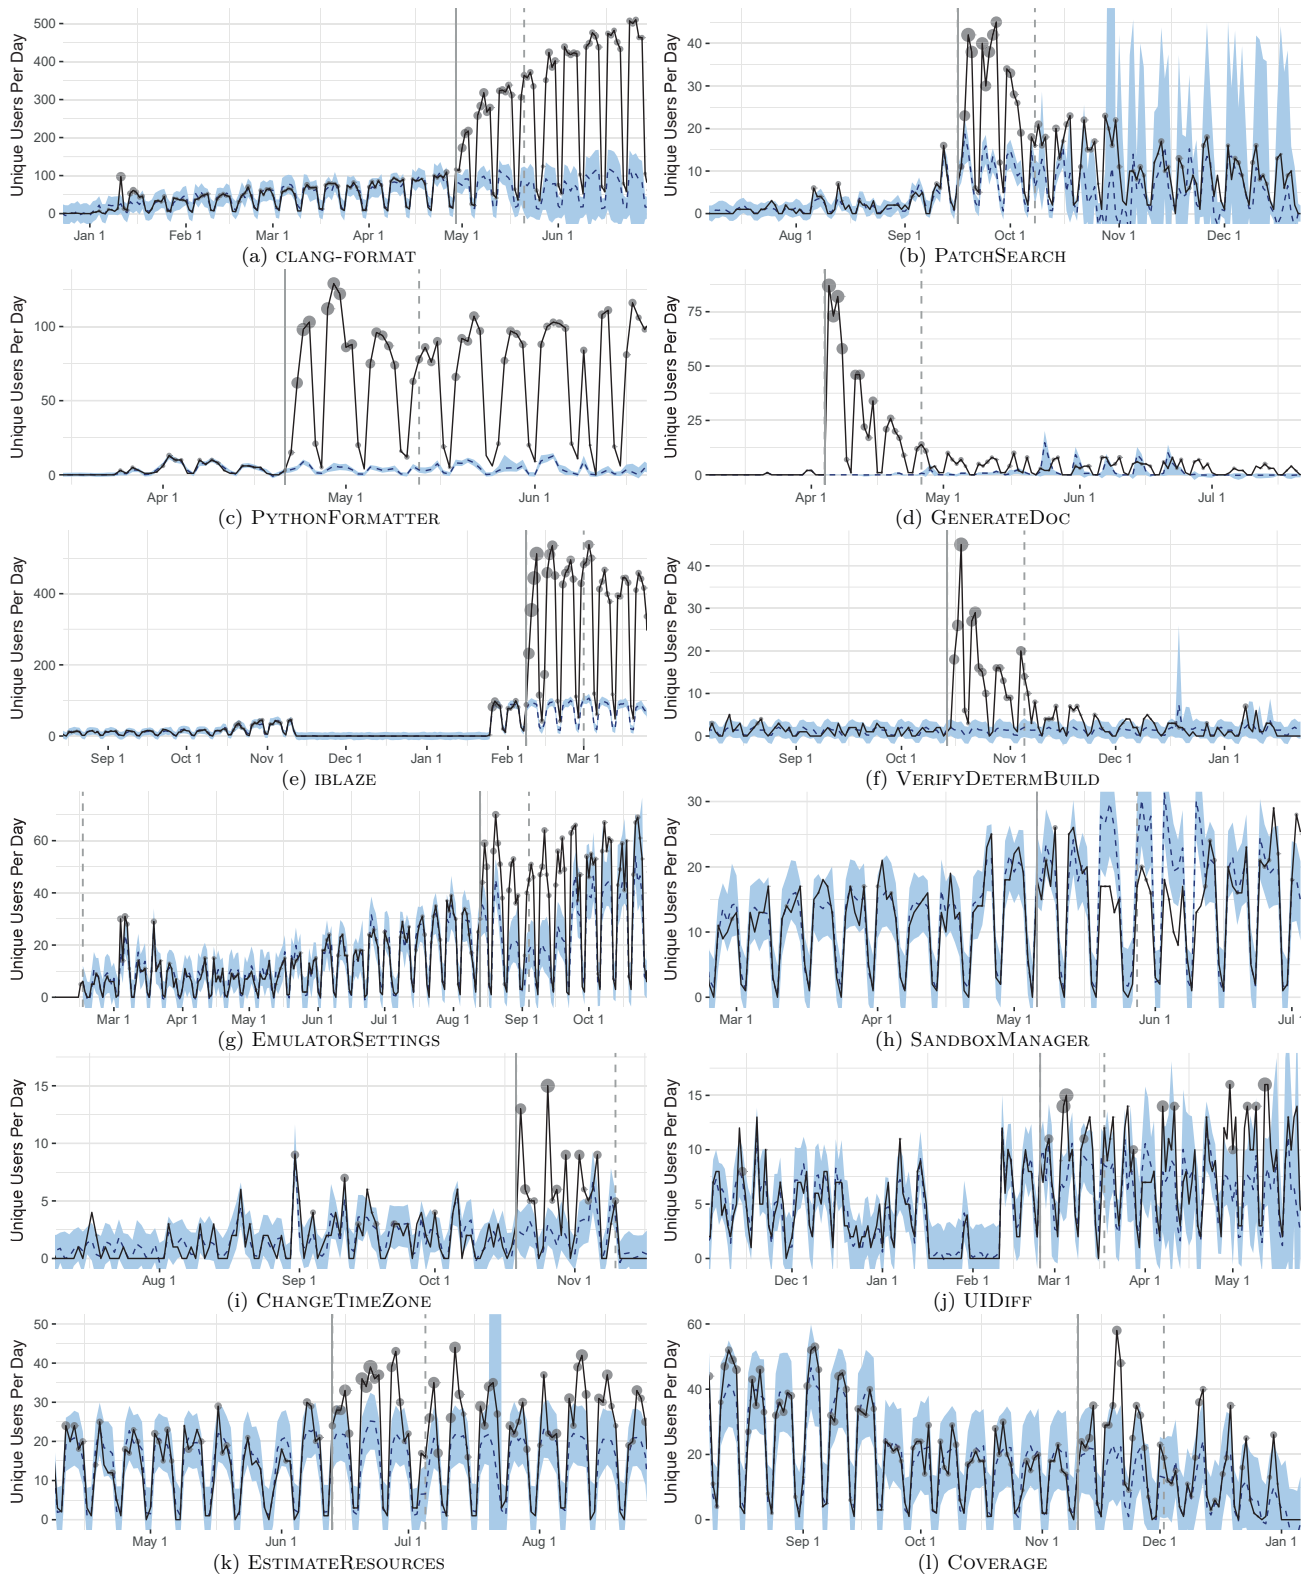 Unique Users Per Day
500
400
300
200
100
0
Jan 1 Feb 1 Mar 1 Apr 1 May 1 Jun 1
(a) CLANG-FORMAT
Unique Users Per Day
40
30
20
10
0
Aug 1 Sep 1 Oct 1 Nov 1 Dec 1
(b) PATCHSEARCH
Unique Users Per Day
100
50
0
Apr 1 May 1 Jun 1
(c) PYTHONFORMATTER
Unique Users Per Day
75
50
25
0
Apr 1 May 1 Jun 1 Jul 1
(d) GENERATEDOC
Unique Users Per Day
400
200
0
Sep 1 Oct 1 Nov 1 Dec 1 Jan 1 Feb 1 Mar 1
(e) IBLAZE
Unique Users Per Day
40
30
20
10
0
Sep 1 Oct 1 Nov 1 Dec 1 Jan 1
(f) VERIFYDETERMBUILD
Unique Users Per Day
60
40
20
0
Mar 1 Apr 1 May 1 Jun 1 Jul 1 Aug 1 Sep 1 Oct 1
(g) EMULATORSETTINGS
Unique Users Per Day
30
20
10
0
Mar 1 Apr 1 May 1 Jun 1 Jul 1
(h) SANDBOXMANAGER
Unique Users Per Day
15
10
5
0
Aug 1 Sep 1 Oct 1 Nov 1
(i) CHANGETIMEZONE
Unique Users Per Day
15
10
5
0
Dec 1 Jan 1 Feb 1 Mar 1 Apr 1 May 1
(j) UIDIFF
Unique Users Per Day
50
40
30
20
10
0
May 1 Jun 1 Jul 1 Aug 1
(k) ESTIMATERESOURCES
Unique Users Per Day
60
40
20
0
Sep 1 Oct 1 Nov 1 Dec 1 Jan 1
(l) COVERAGE